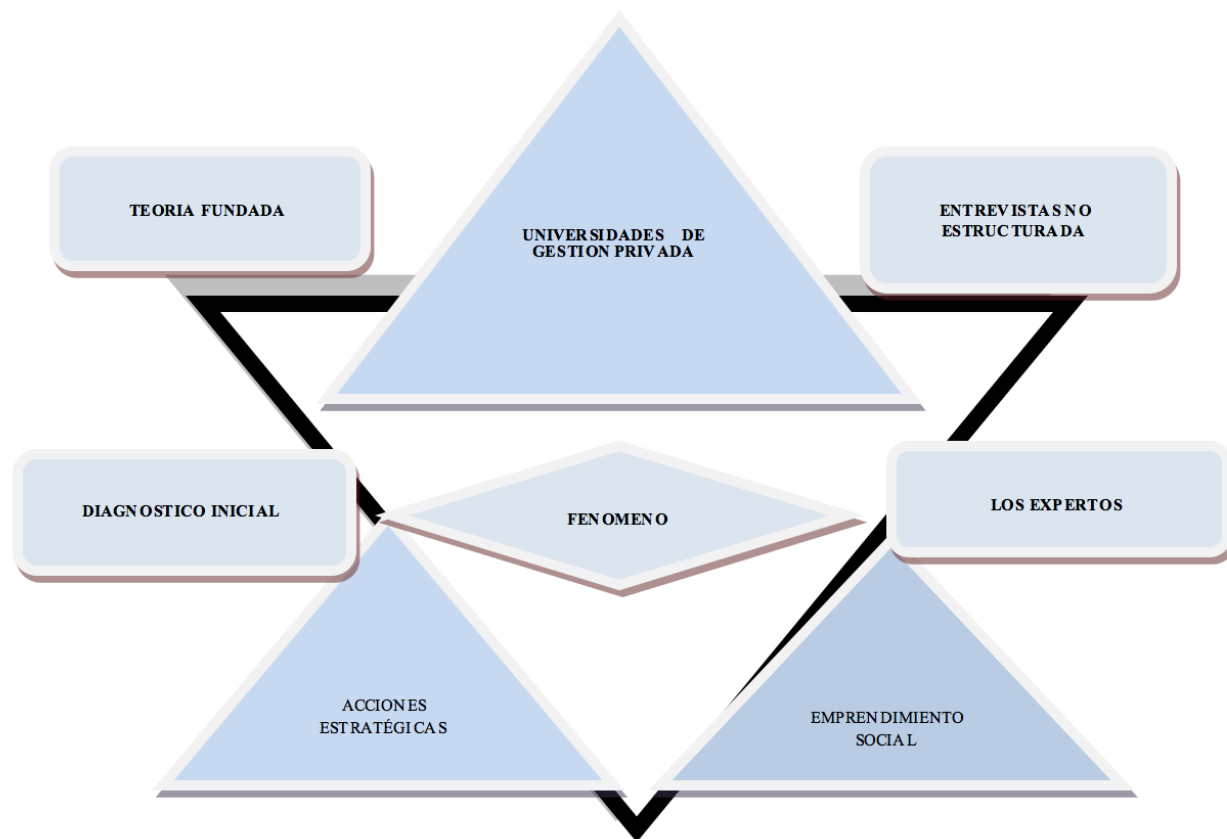 TEORIA FUNDADA
UNIVERSIDADES DE
GESTION PRIVADA
ENTREVISTAS NO
ESTRUCTURADA
DIAGNOSTICO INICIAL
FENOMENO
LOS EXPERTOS
ACCIONES
ESTRATÉGICAS
EMPRENDIMIENTO
SOCIAL